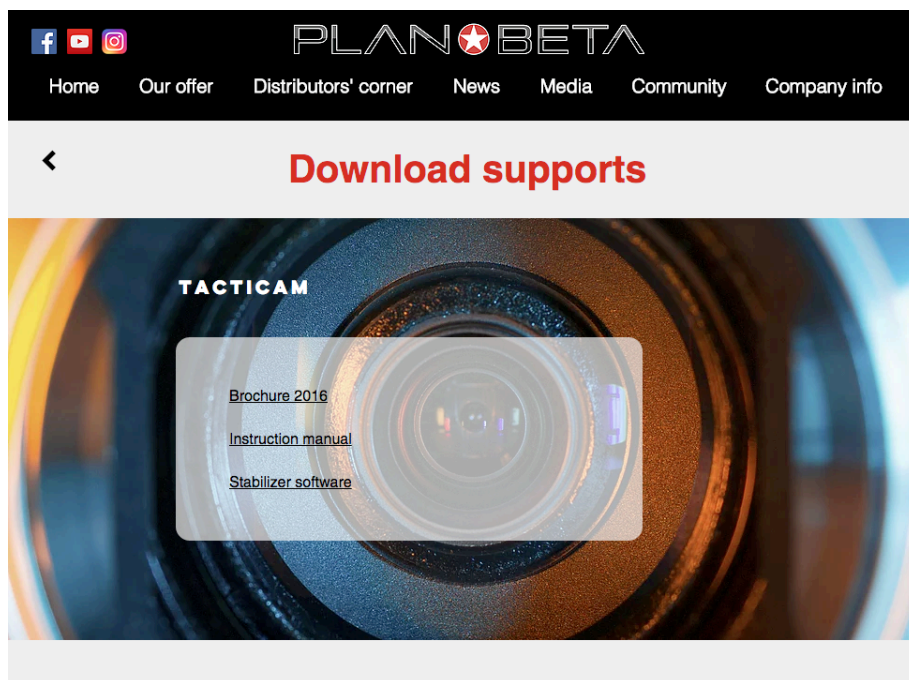 PLANBETA
Home Our offer Distributors' corner News Media Community Company info
Download supports
TACTICAM
Brochure 2016
Instruction manual
Stabilizer software